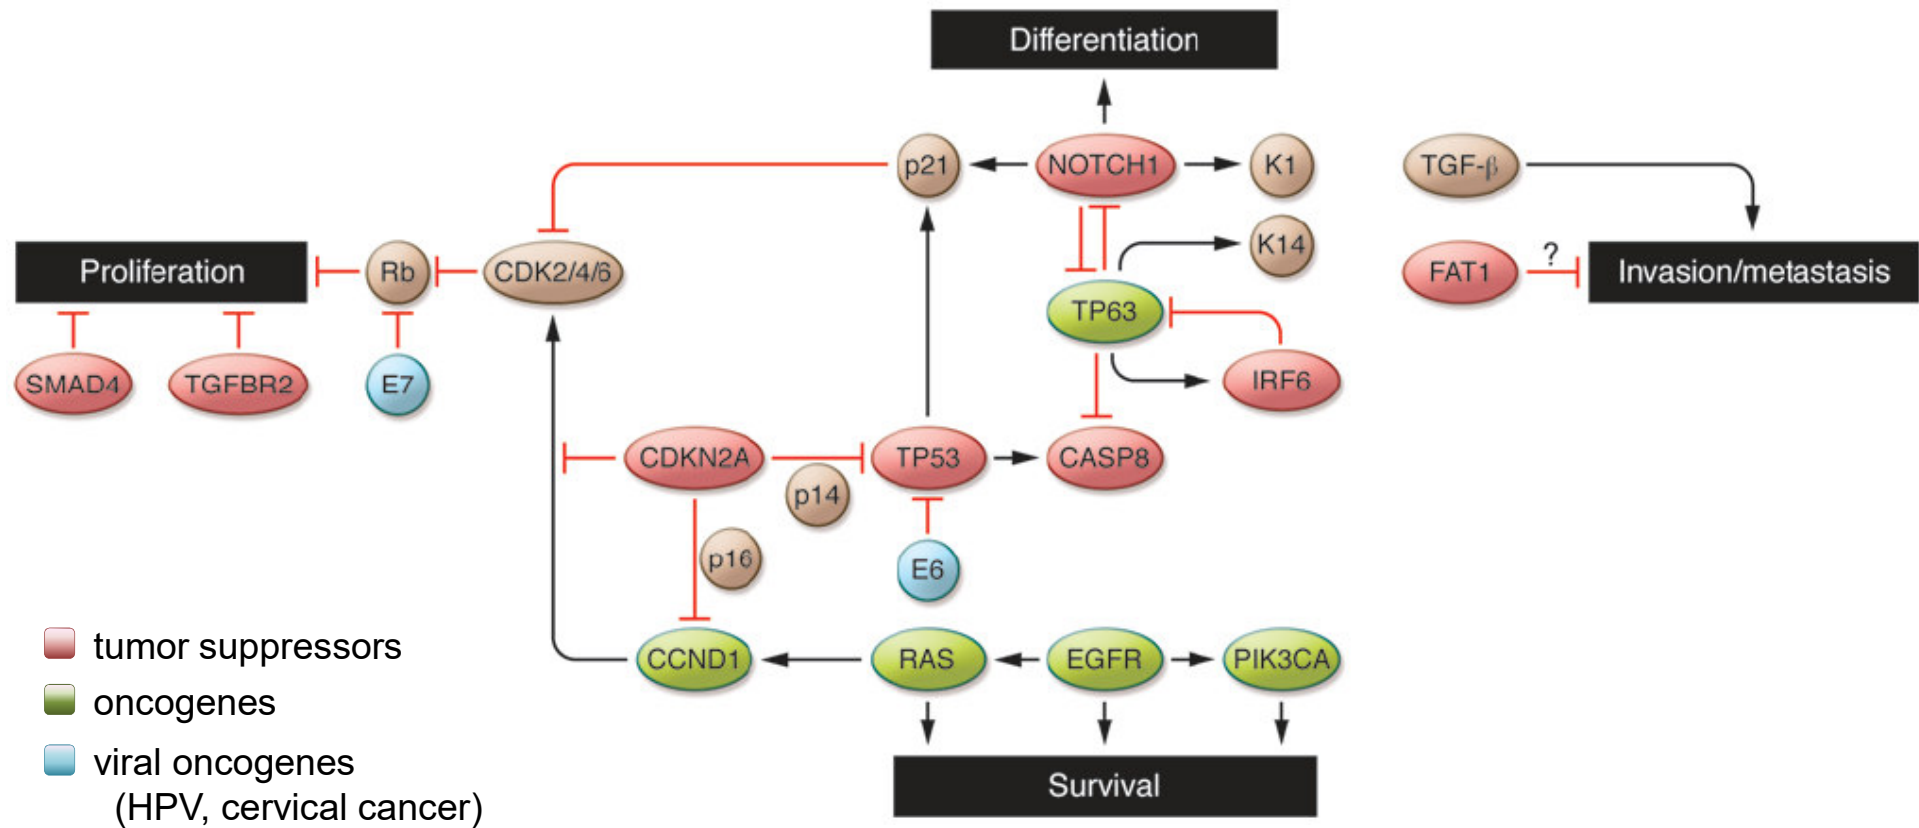 Differentiation
p21
NOTCH1
K1
TGF-β
K14
Proliferation
Rb
CDK2/4/6
?
FAT1
Invasion/metastasis
TP63
SMAD4
TGFBR2
E7
IRF6
CDKN2A
TP53
CASP8
p14
p16
E6
tumor suppressors
CCND1
RAS
EGFR
PIK3CA
oncogenes
viral oncogenes
(HPV, cervical cancer)
Survival